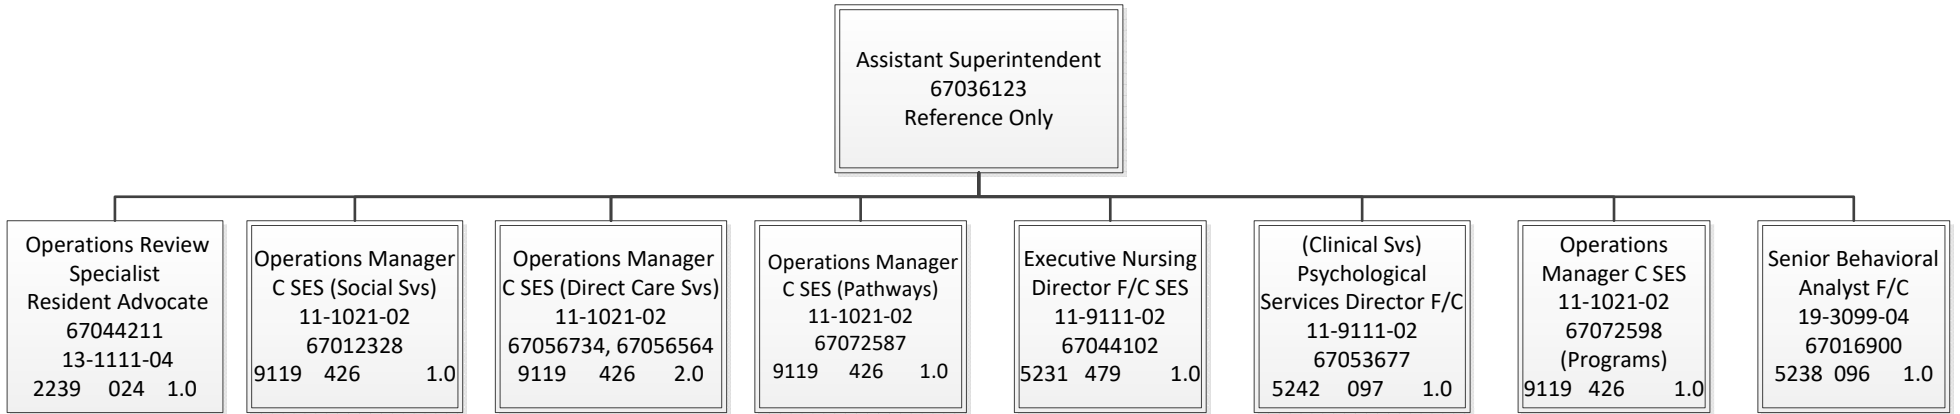 Assistant Superintendent
67036123
Reference Only
Operations Review
Specialist
Resident Advocate
67044211
13-1111-04
2239 024 1.0
Operations Manager
C SES (Social Svs)
11-1021-02
67012328
9119 426 1.0
Operations Manager
C SES (Direct Care Svs)
11-1021-02
67056734, 67056564
9119 426 2.0
Operations Manager
C SES (Pathways)
11-1021-02
67072587
9119 426 1.0
Executive Nursing
Director F/C SES
11-9111-02
67044102
5231 479 1.0
(Clinical Svs)
Psychological
Services Director F/C
11-9111-02
67053677
5242 097 1.0
Operations
Manager C SES
11-1021-02
67072598
(Programs)
9119 426 1.0
Senior Behavioral
Analyst F/C
19-3099-04
67016900
5238 096 1.0